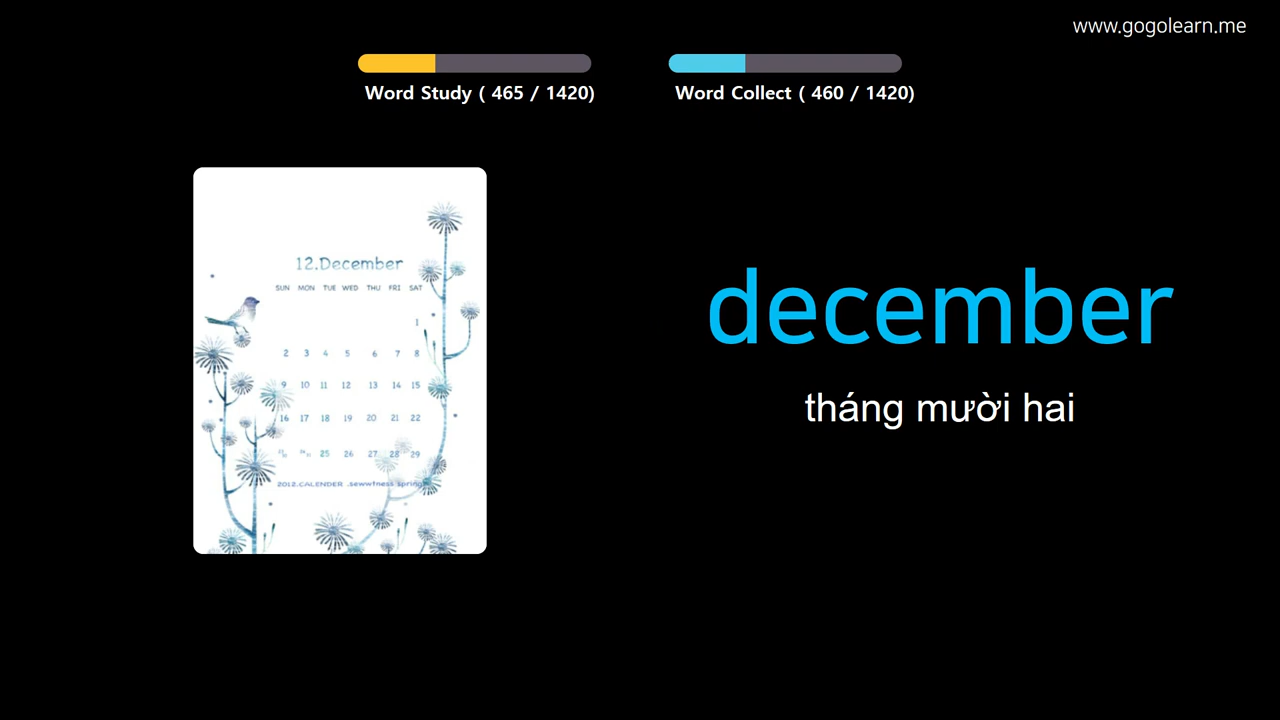 www.gogolearn.me
Word Study ( 465 / 1420)
Word Collect ( 460 / 1420)
12.December
SUN MON TUE WED THU FRI SAT
1
2 3 4 5 6 7 8
9 10 11 12 13 14 15
16 17 18 19 20 21 22
25 26 27 28 29
2012.CALENDER .sewwtness spring
december
tháng mười hai